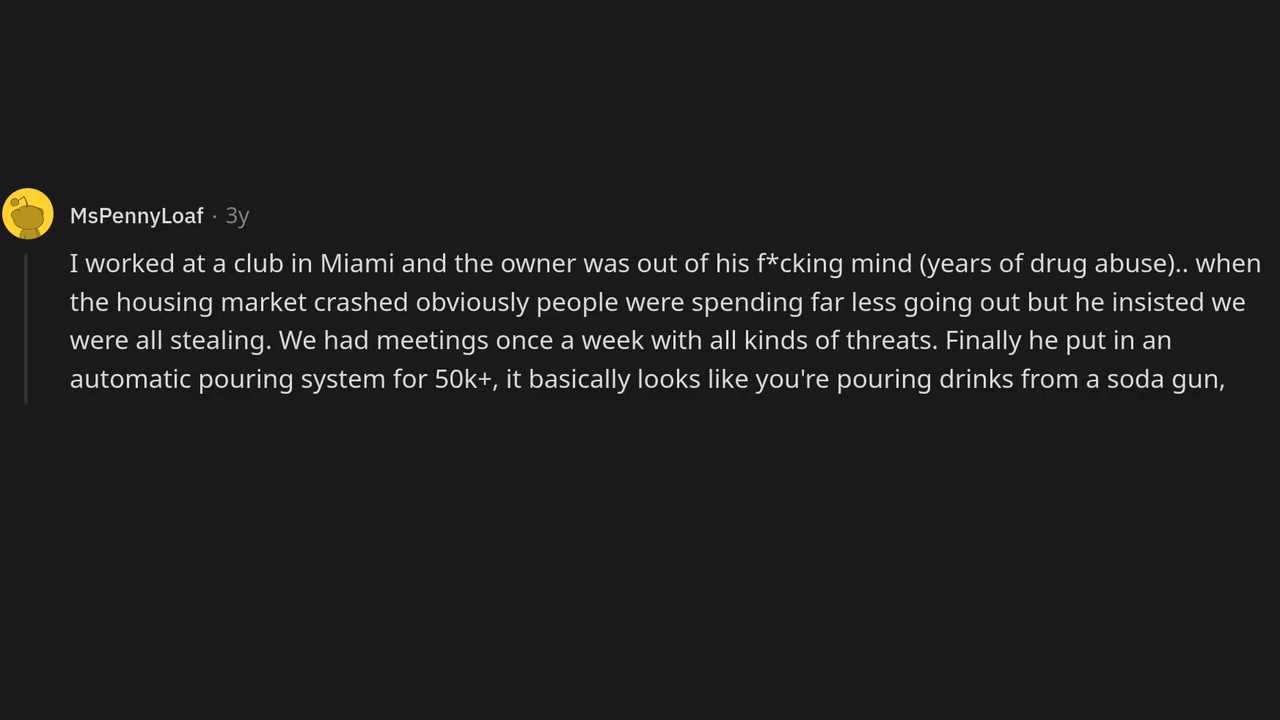 MsPennyLoaf · 3y
I worked at a club in Miami and the owner was out of his f*cking mind (years of drug abuse).. when
the housing market crashed obviously people were spending far less going out but he insisted we
were all stealing. We had meetings once a week with all kinds of threats. Finally he put in an
automatic pouring system for 50k+, it basically looks like you're pouring drinks from a soda gun,